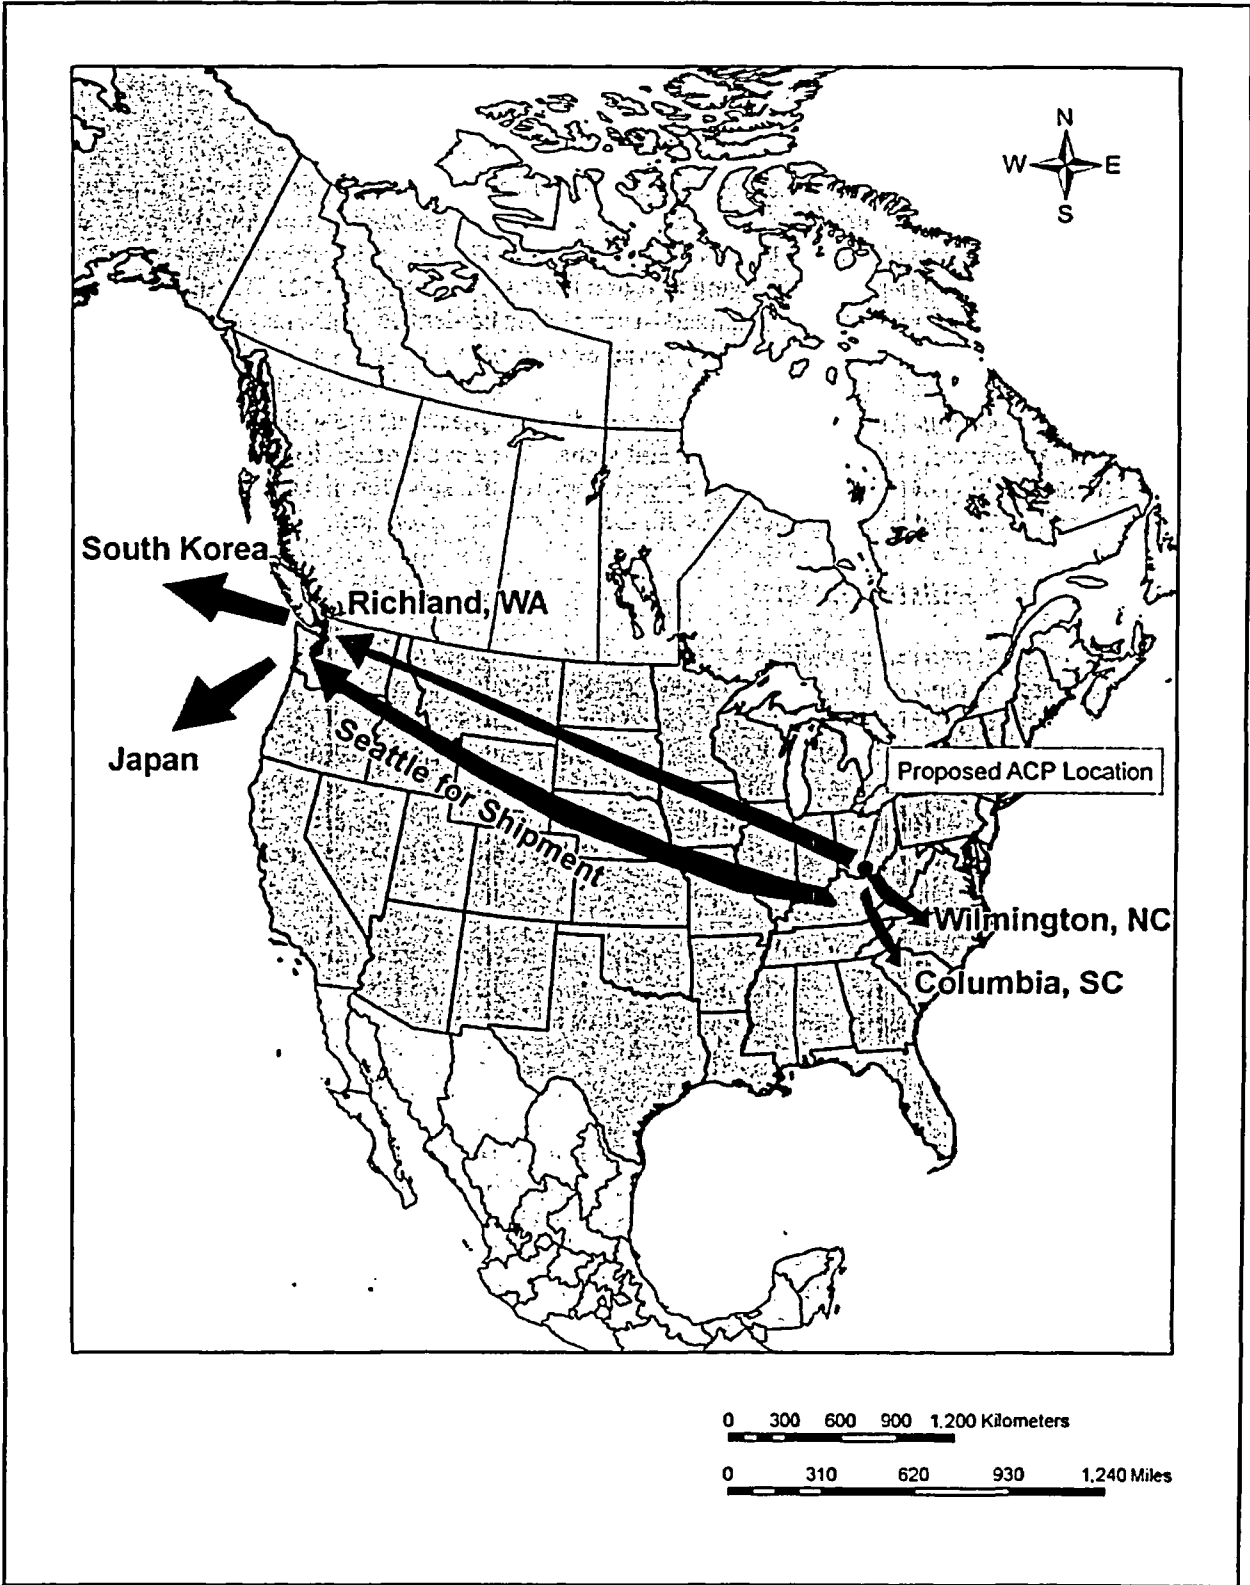 N
W E
S
South Korea
Richland, WA
Japan
Seattle for Shipment
Proposed ACP Location
Wilmington, NC
Columbia, SC
0 300 600 900 1,200 Kilometers
0 310 620 930 1,240 Miles